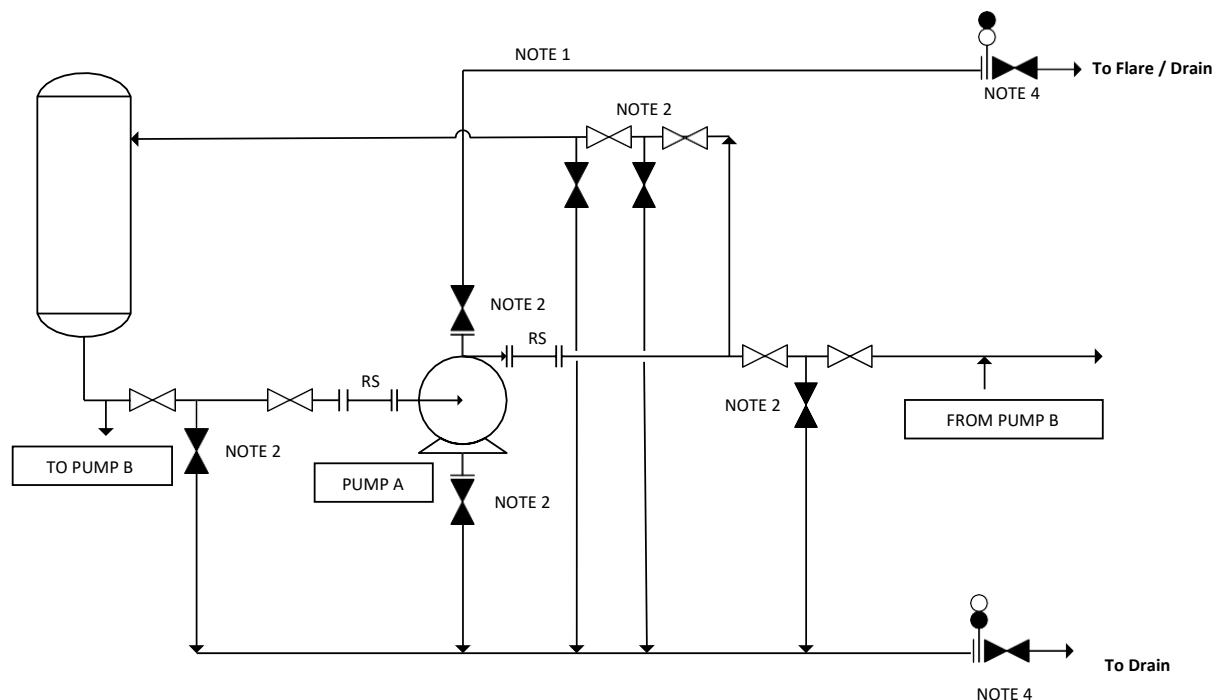 NOTE 1
To Flare / Drain
NOTE 4
NOTE 2
NOTE 2
RS
RS
NOTE 2
FROM PUMP B
NOTE 2
TO PUMP B
PUMP A
NOTE 2
To Drain
NOTE 4